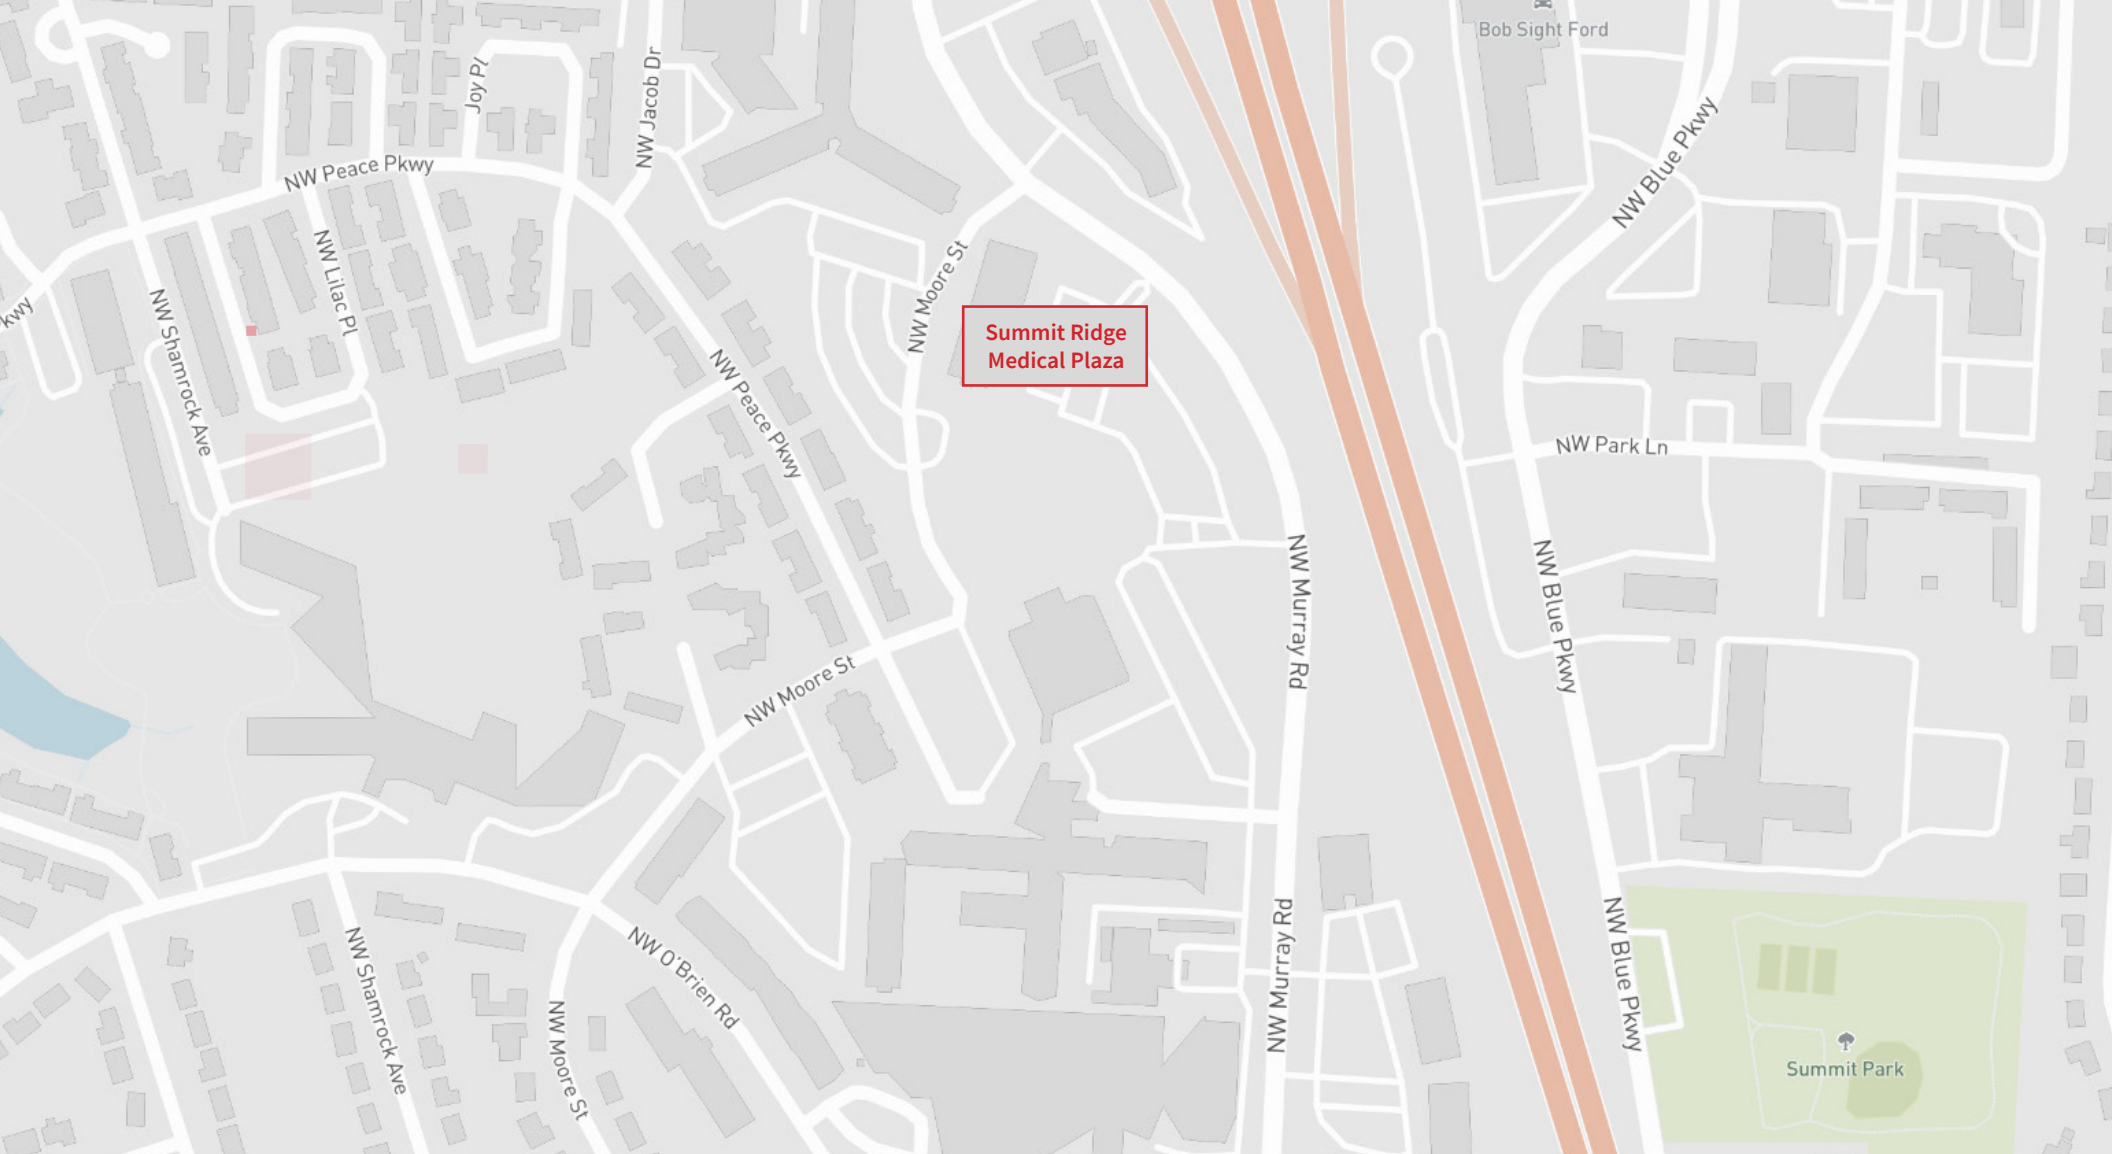 Bob Sight Ford
Joy Pl
NW Jacob Dr
NW Blue Pkwy
NW Peace Pkwy
NW Lilac Pl
NW Moore St
kwy
NW Shamrock Ave
Summit Ridge
Medical Plaza
NW Peace Pkwy
NW Park Ln
NW Murray Rd
NW Blue Pkwy
NW Moore St
NW Murray Rd
NW Blue Pkwy
NW O'Brien Rd
NW Shamrock Ave
NW Moore St
Summit Park